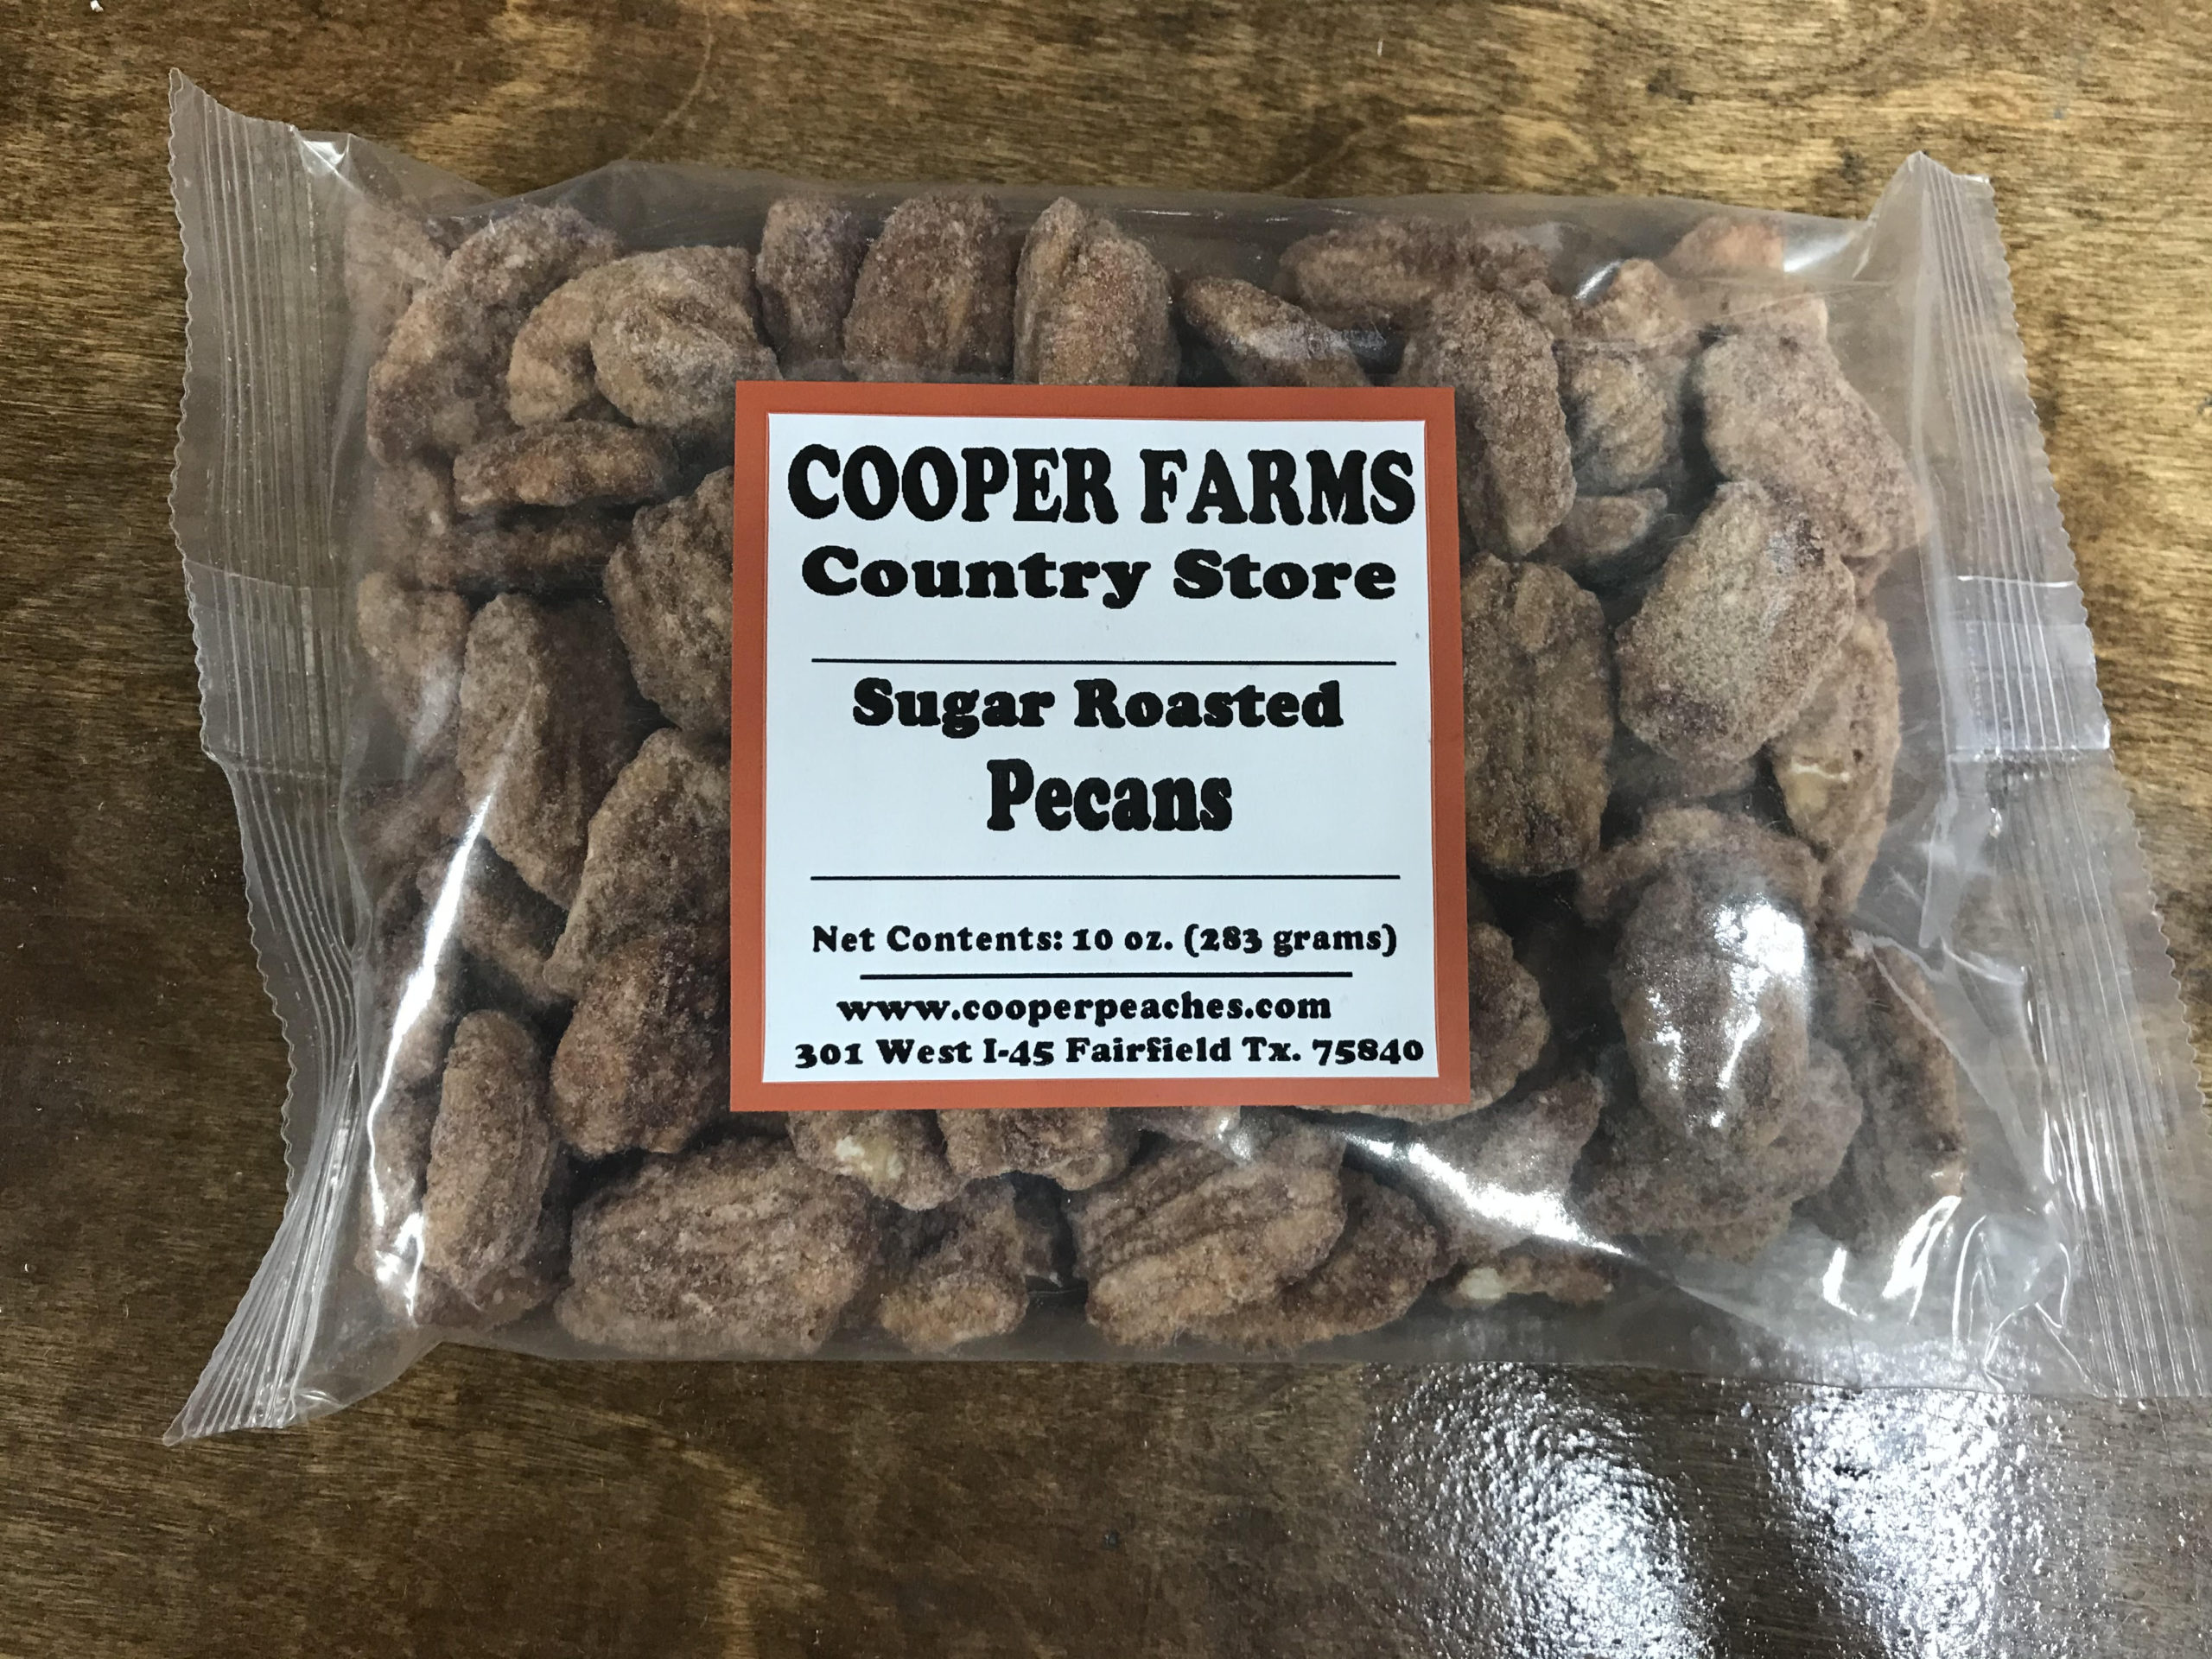 COOPER FARMS
Country Store
Sugar Roasted
Pecans
Net Contents: 10 oz. (283 grams)
www.cooperpeaches.com
301 West I-45 Fairfield Tx. 75840